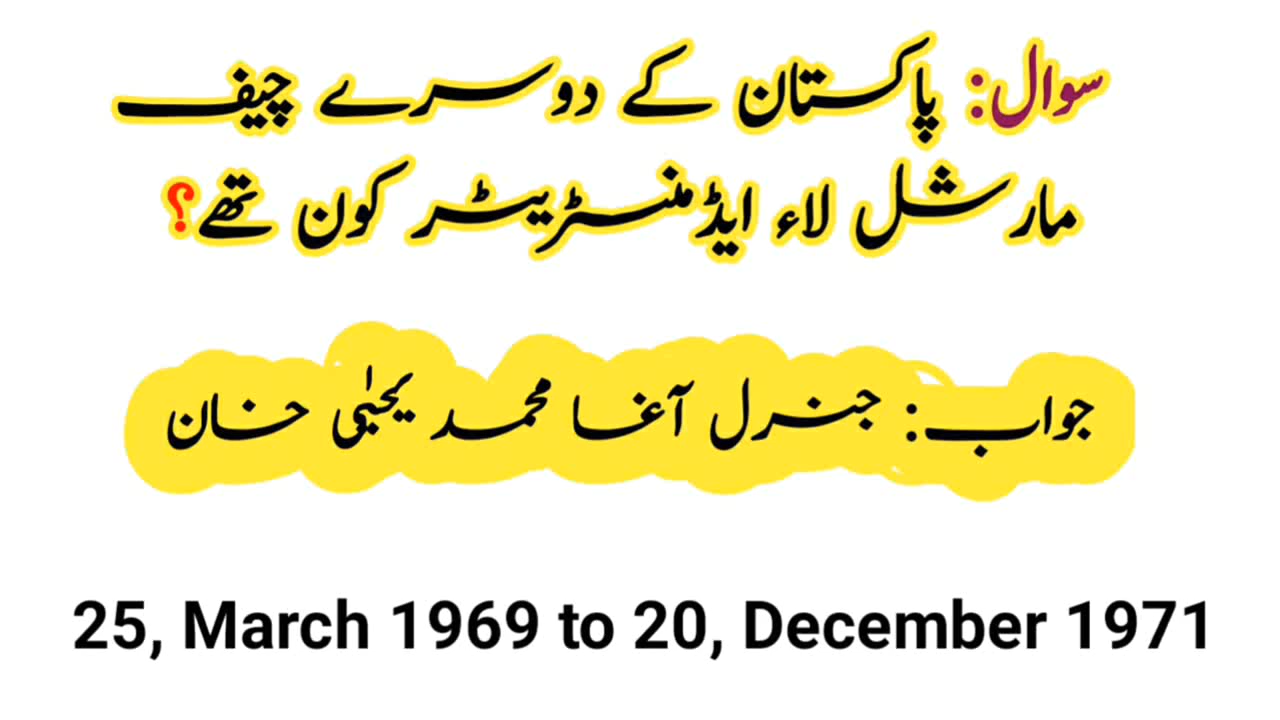 سوال: پاکستان کے دوسرے چیف
مارشل لاء ایڈمنسٹریٹر کون تھے؟
جواب: جنرل آغا محمد یحییٰ خان
25, March 1969 to 20, December 1971